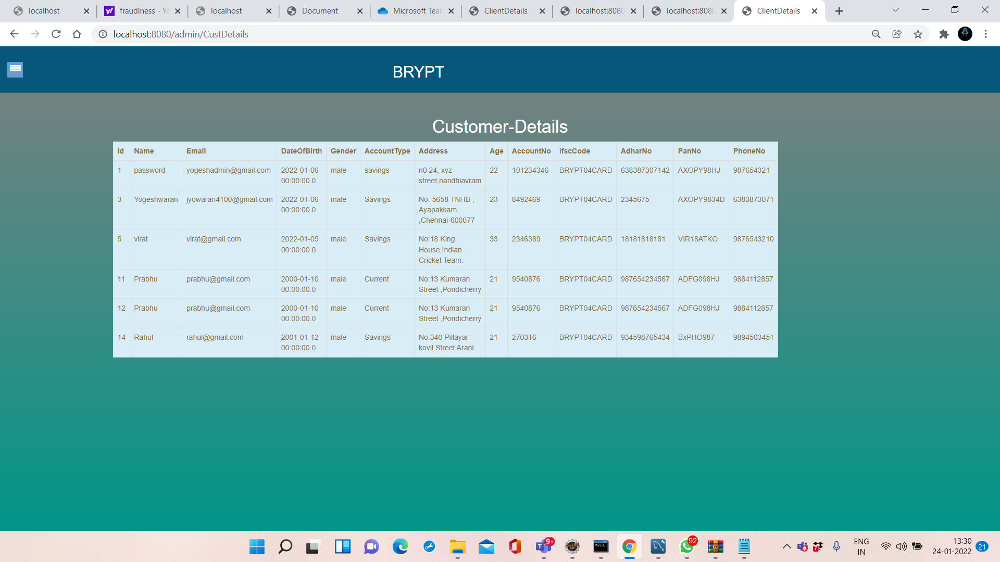 localhost
fraudlness - Ya
localhost
Document
Microsoft Tear
ClientDetails
localhost:8080
localhost:8080
ClientDetails
localhost:8080/admin/CustDetails
BRYPT
Customer-Details
Id Name Email DateOfBirth Gender AccountType Address Age AccountNo IfscCode AdharNo PanNo PhoneNo
1 password yogeshadmin@gmail.com 2022-01-06 male savings n0 24, xyz 22 101234346 BRYPT04CARD 638387307142 AXOPY98HJ 987654321
00:00:00.0 street,nandhiavram
3 Yogeshwaran jyowaran4100@gmail.com 2022-01-06 male Savings No: 5658 TNHB , 23 8492469 BRYPT04CARD 2345675 AXOPY9834D 6383873071
00:00:00.0 Ayapakkam
,Chennai-600077
5 virat virat@gmail.com 2022-01-05 male Savings No:18 King 33 2346389 BRYPT04CARD 18181818181 VIR18ATKO 9876543210
00:00:00.0 House,Indian
Cricket Team.
11 Prabhu prabhu@gmail.com 2000-01-10 male Current No:13 Kumaran 21 9540876 BRYPT04CARD 987654234567 ADFG098HJ 9884112857
00:00:00.0 Street ,Pondicherry
12 Prabhu prabhu@gmail.com 2000-01-10 male Current No:13 Kumaran 21 9540876 BRYPT04CARD 987654234567 ADFG098HJ 9884112857
00:00:00.0 Street ,Pondicherry
14 Rahul rahul@gmail.com 2001-01-12 male Savings No:340 Pillayar 21 270316 BRYPT04CARD 934598765434 BxPHO987 9894503451
00:00:00.0 kovil Street Arani
9+
Java EE
IDE
MySQL
92
7
ENG
IN
13:30
24-01-2022
21